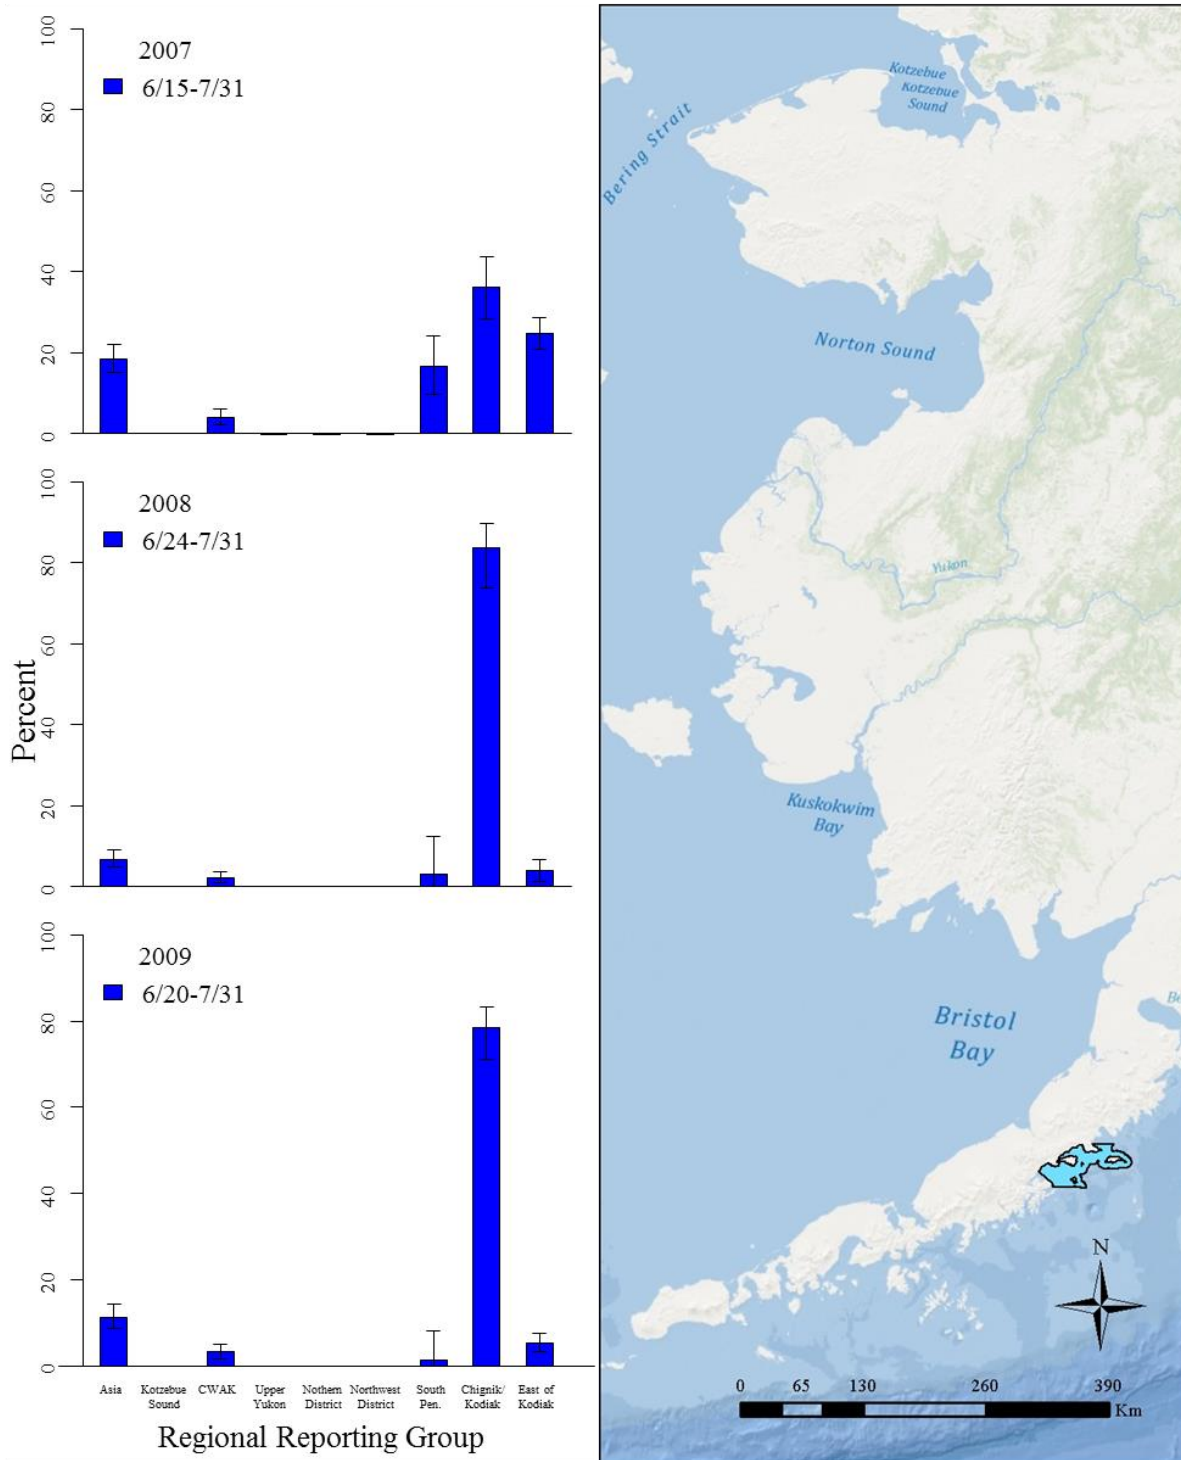 2007
6/15-7/31
100
80
60
40
20
0
2008
6/24-7/31
100
80
60
40
20
0
Percent
2009
6/20-7/31
100
80
60
40
20
0
Asia
Kotzebue
Sound
CWAK
Upper
Yukon
Nothern
District
Northwest
District
South
Pen.
Chignik/
Kodiak
East of
Kodiak
Regional Reporting Group
Kotzebue
Kotzebue
Sound
Bering Strait
Norton Sound
Yukon
Kuskokwim
Bay
Bristol
Bay
N
0 65 130 260 390
Km